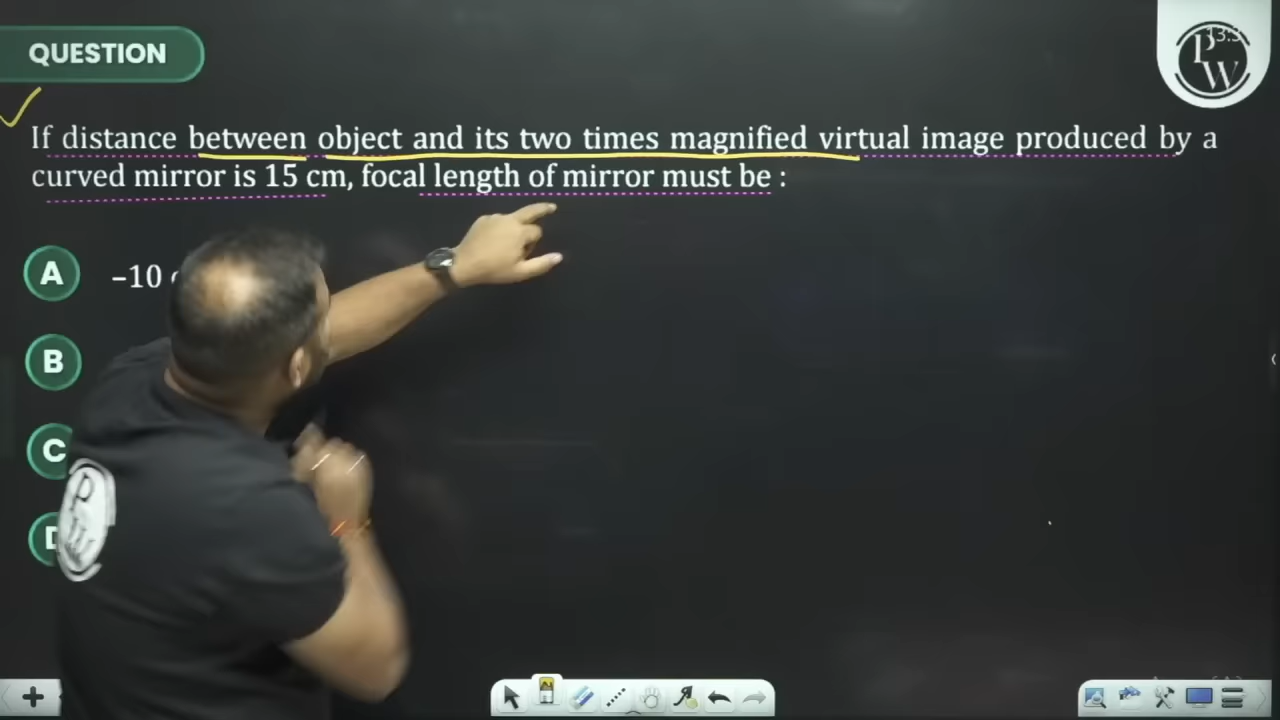 QUESTION
If distance between object and its two times magnified virtual image produced by a
curved mirror is 15 cm, focal length of mirror must be :
A
–10
B
C
D
P
W
P
W